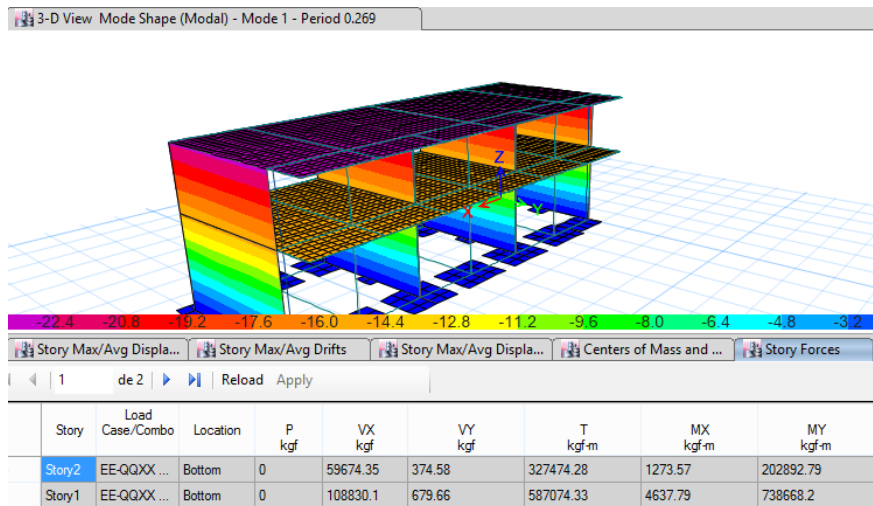 3-D View Mode Shape (Modal) - Mode 1 - Period 0.269
Z
X Y
-22.4 -20.8 -19.2 -17.6 -16.0 -14.4 -12.8 -11.2 -9.6 -8.0 -6.4 -4.8 -3.2
Story Max/Avg Displa... Story Max/Avg Drifts Story Max/Avg Displa... Centers of Mass and ... Story Forces
1 de 2 Reload Apply
Story Load Case/Combo Location P kgf VX kgf VY kgf T kgf-m MX kgf-m MY kgf-m
Story2 EE-QQXX ... Bottom 0 59674.35 374.58 327474.28 1273.57 202892.79
Story1 EE-QQXX ... Bottom 0 108830.1 679.66 587074.33 4637.79 738668.2